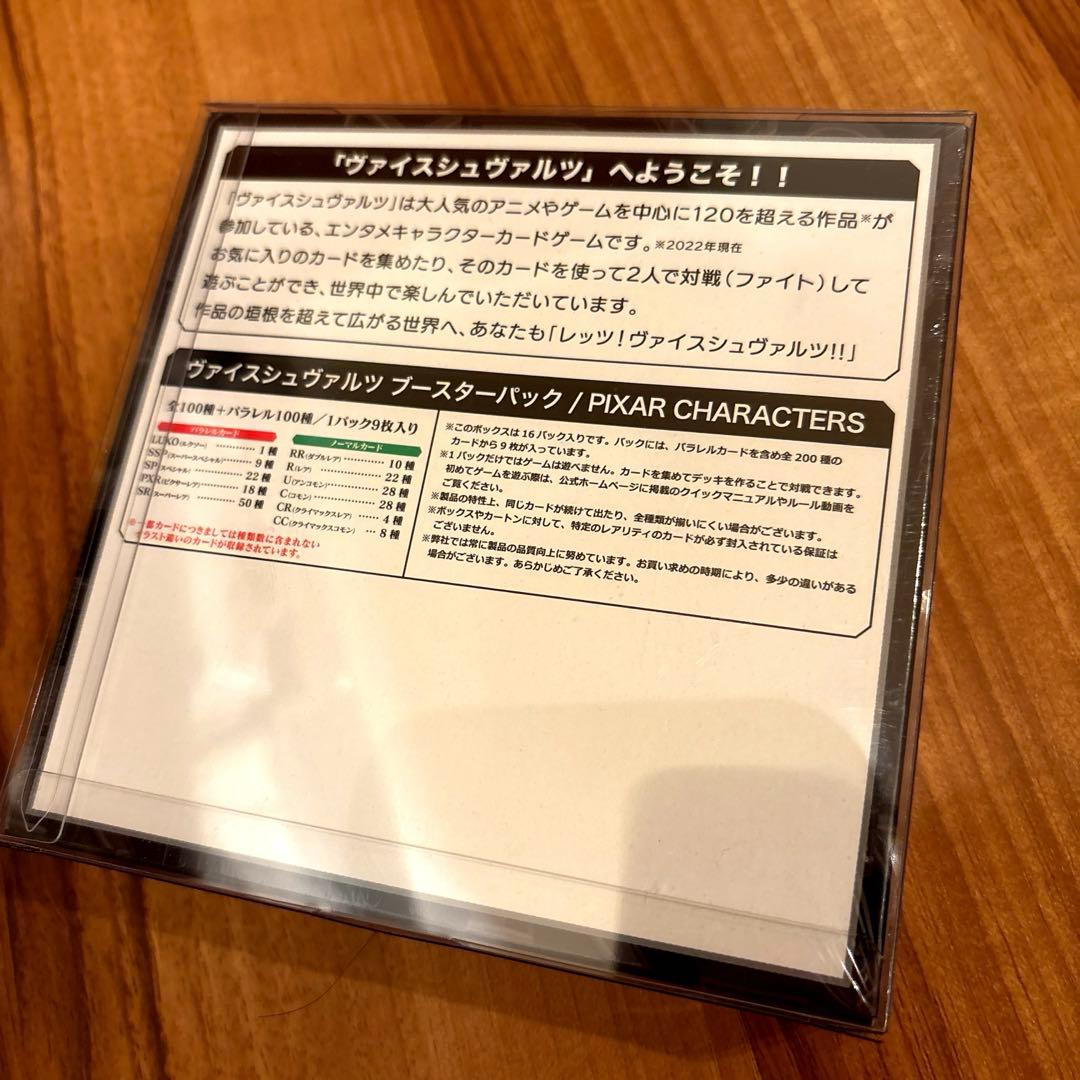 「ヴァイスシュヴァルツ」へようこそ！！
「ヴァイスシュヴァルツ」は大人気のアニメやゲームを中心に120を超える作品※が
参加している、エンタメキャラクターカードゲームです。※2022年現在
お気に入りのカードを集めたり、そのカードを使って2人で対戦（ファイト）して
遊ぶことができ、世界中で楽しんでいただいています。
作品の垣根を超えて広がる世界へ、あなたも「レッツ！ヴァイスシュヴァルツ!!」
ヴァイスシュヴァルツ ブースターパック / PIXAR CHARACTERS
全100種＋パラレル100種／1パック9枚入り
パラレルカード
LUXO(ルクソー) ………… 1種
SSP(スーパースペシャル) ……… 9種
SP(スペシャル) ………… 22種
PXR(ピクサーレア) ……… 18種
SR(スーパーレア) ………… 50種
ノーマルカード
RR(ダブルレア) ………… 10種
R(レア) ………… 22種
U(アンコモン) ………… 28種
C(コモン) ………… 28種
CR(クライマックスレア) …… 4種
CC(クライマックスコモン) … 8種
※一部カードにつきましては種類数に含まれない
イラスト違いのカードが収録されています。
※このボックスは16パック入りです。パックには、パラレルカードを含め全200種の
カードから9枚が入っています。
※1パックだけではゲームは遊べません。カードを集めてデッキを作ることで対戦できます。
初めてゲームを遊ぶ際は、公式ホームページに掲載のクイックマニュアルやルール動画を
ご覧ください。
※製品の特性上、同じカードが続けて出たり、全種類が揃いにくい場合がございます。
※ボックスやカートンに対して、特定のレアリティのカードが必ず封入されている保証は
ございません。
※弊社では常に製品の品質向上に努めています。お買い求めの時期により、多少の違いがある
場合がございます。あらかじめご了承ください。